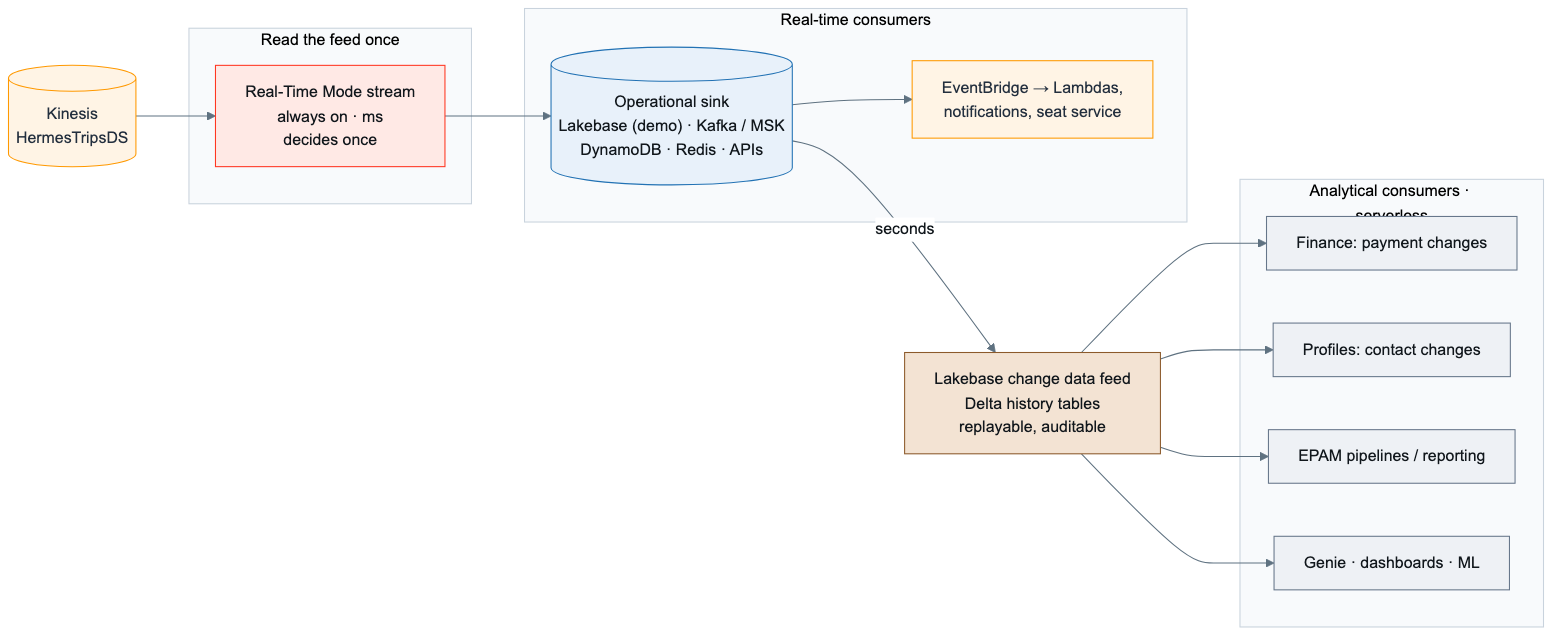 Read the feed once
Kinesis
HermesTripsDS
Real-Time Mode stream
always on · ms
decides once
Real-time consumers
Operational sink
Lakebase (demo) · Kafka / MSK
DynamoDB · Redis · APIs
EventBridge → Lambdas,
notifications, seat service
seconds
Lakebase change data feed
Delta history tables
replayable, auditable
Analytical consumers ·
serverless
Finance: payment changes
Profiles: contact changes
EPAM pipelines / reporting
Genie · dashboards · ML